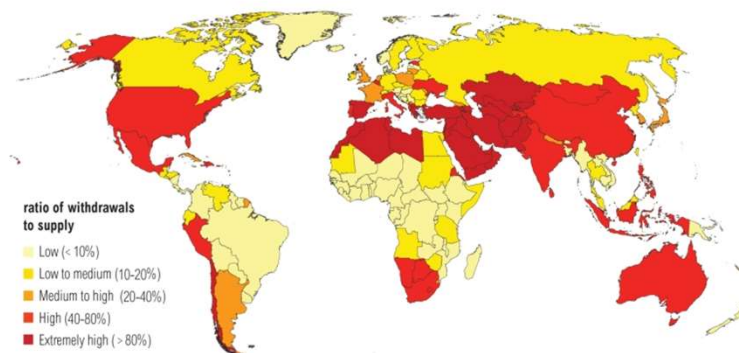 ratio of withdrawals
to supply
Low (< 10%)
Low to medium (10-20%)
Medium to high (20-40%)
High (40-80%)
Extremely high (> 80%)